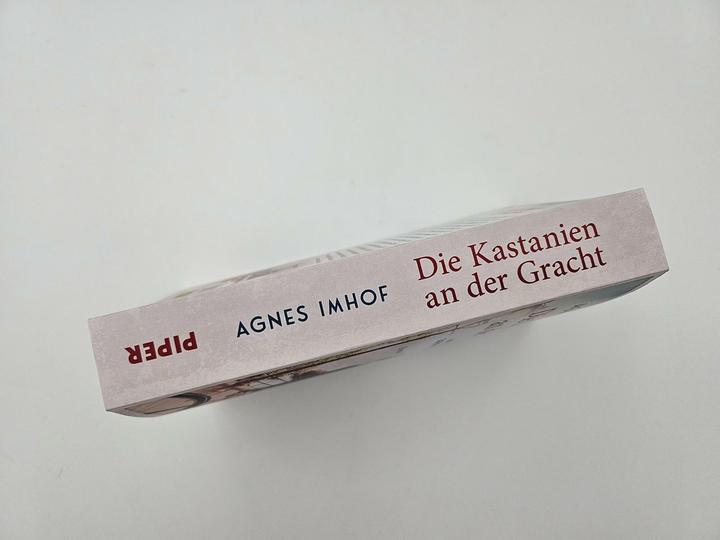 PIPER
AGNES IMHOF
Die Kastanien
an der Gracht